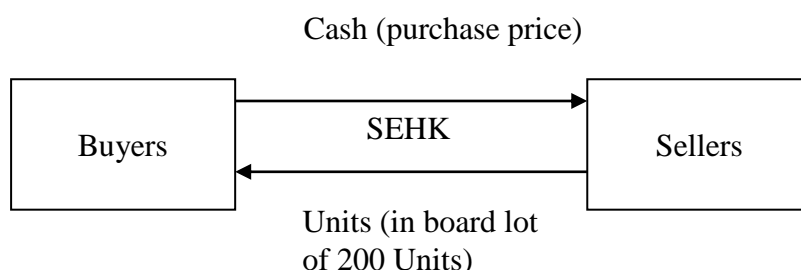 Cash (purchase price)
Buyers
SEHK
Sellers
Units (in board lot
of 200 Units)